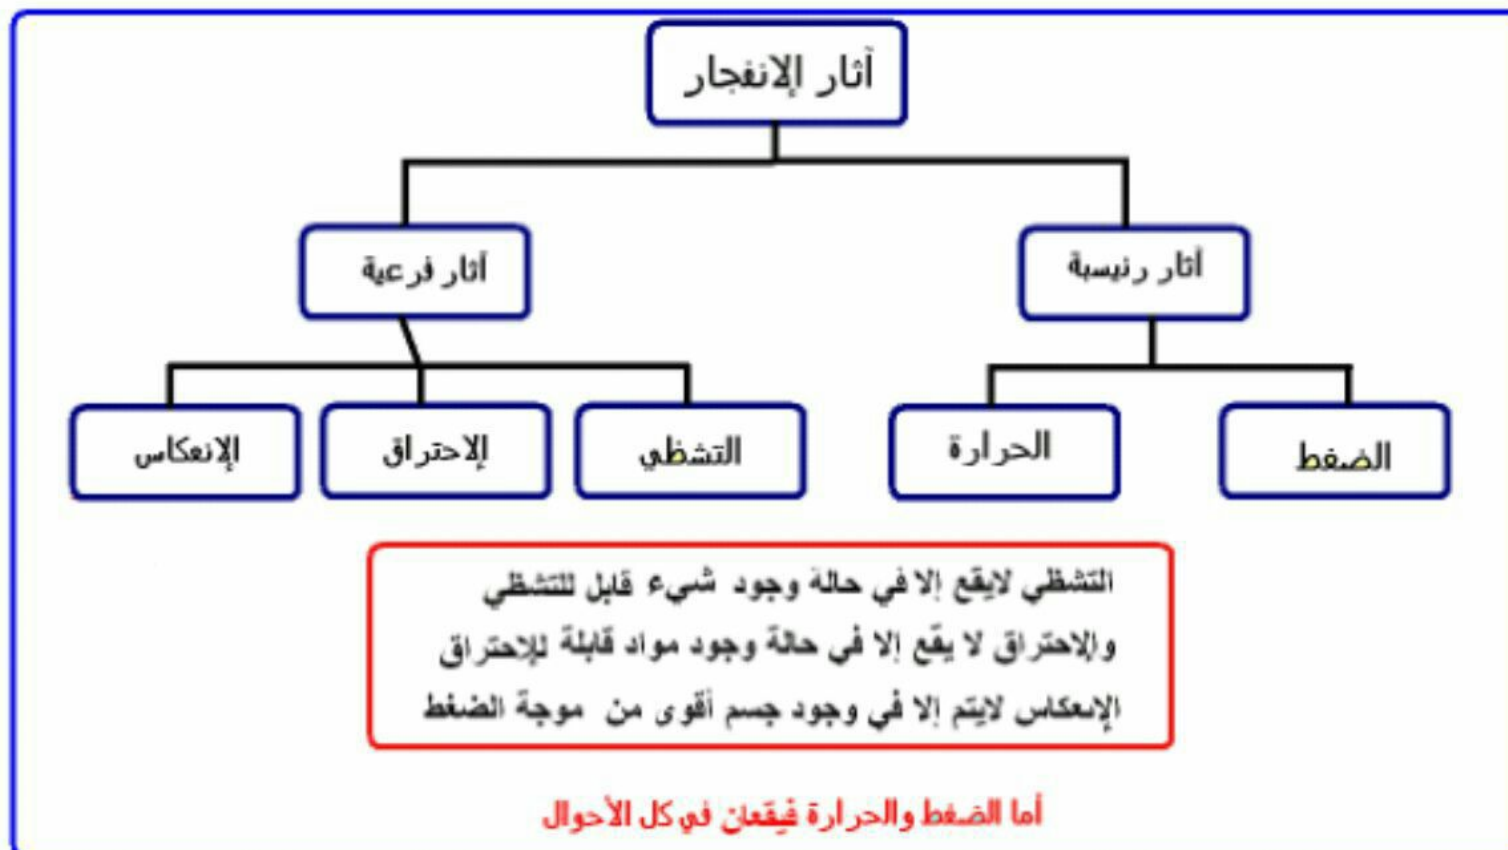 آثار الإنفجار
آثار رئيسية
آثار فرعية
الضغط
الحرارة
التشظي
الإحتراق
الإنعكاس
التشظي لايقع إلا في حالة وجود شيء قابل للتشظي
والإحتراق لا يقع إلا في حالة وجود مواد قابلة للإحتراق
الإنعكاس لايتم إلا في وجود جسم أقوى من موجة الضغط
أما الضغط والحرارة فيقعان في كل الأحوال